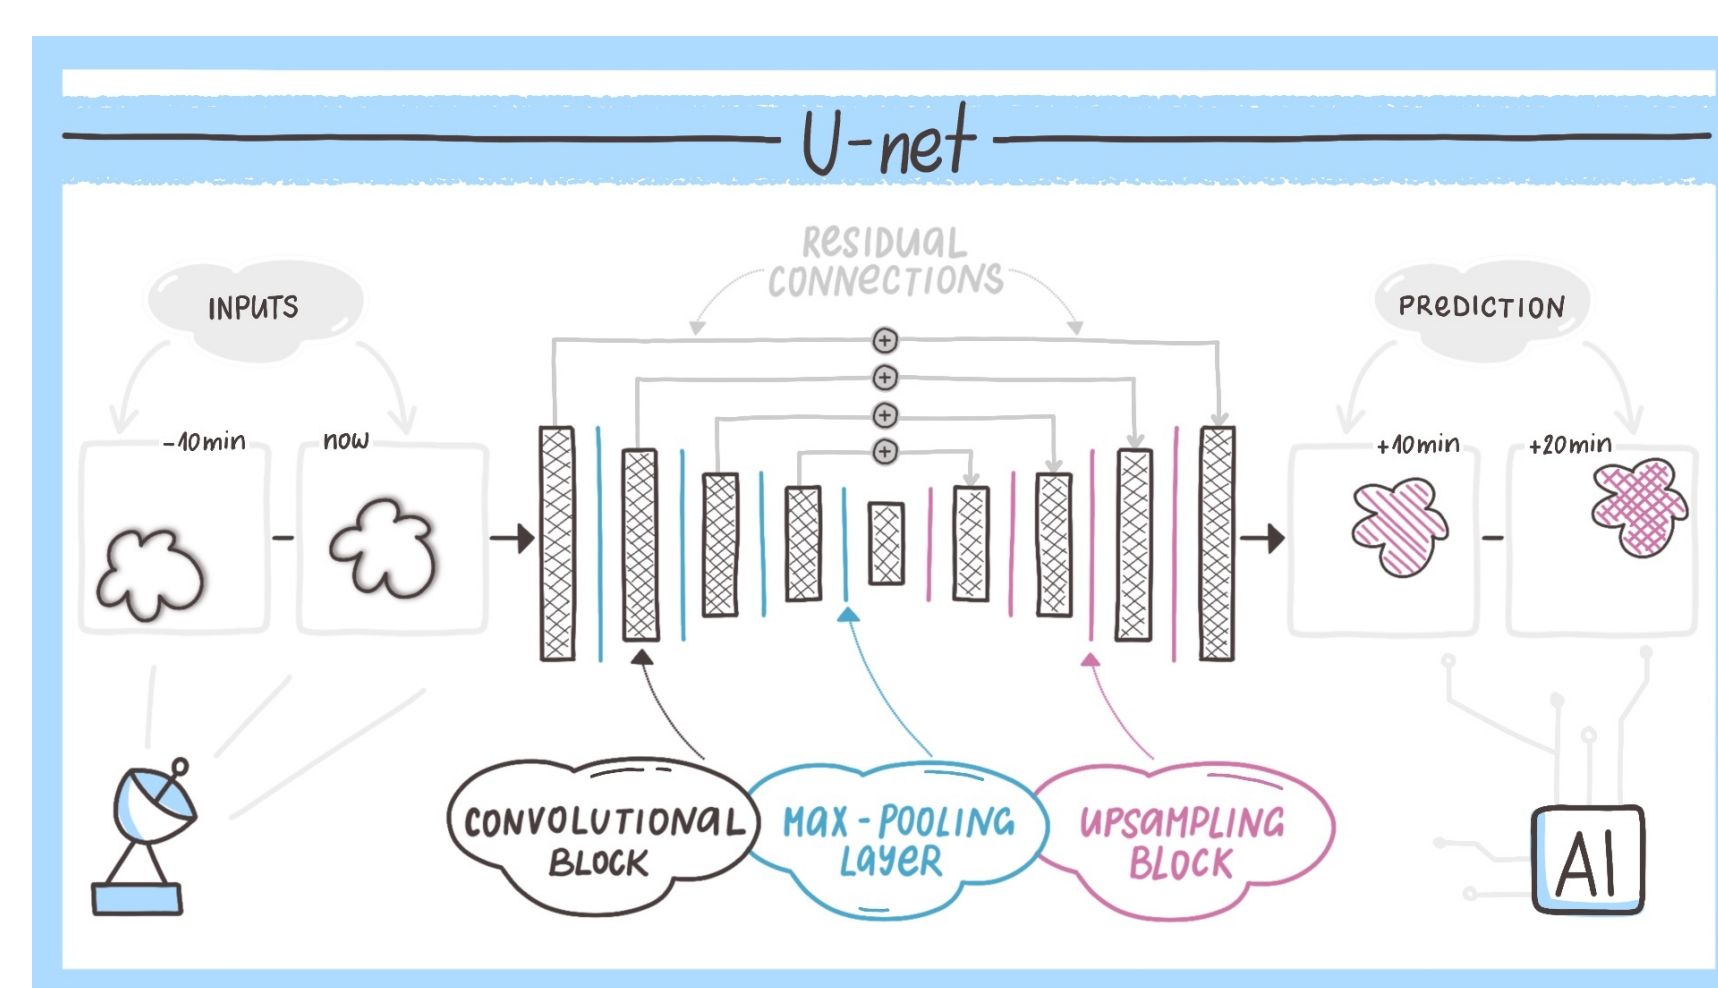 U-net
RESIDUAL
CONNECTIONS
INPUTS
PREDICTION
-10min
now
+10min
+20min
+
+
+
+
CONVOLUTIONAL
BLOCK
MAX-POOLING
LAYER
UPSAMPLING
BLOCK
AI